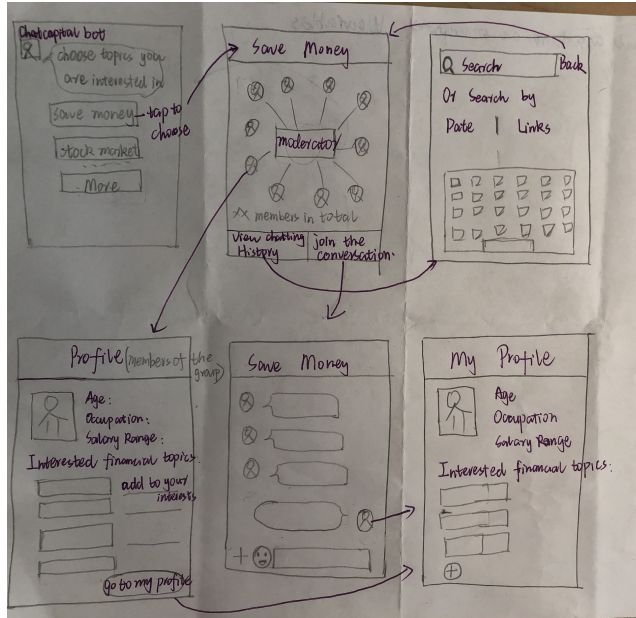 Chatcapital bot
choose topics you
are interested in
save money
tap to
choose
stock market
More
Save Money
moderator
xx members in total
View chatting
History
join the
conversation.
Search
Back
Or Search by
Date | Links
Profile (members of the
group)
Age :
Occupation :
Salary Range :
Interested financial topics :
add to your
interests
Go to my profile
Save Money
My Profile
Age
Occupation
Salary Range
Interested financial topics :